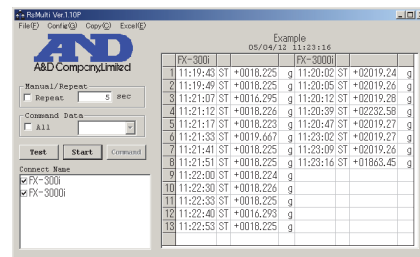 RsMulti Ver.1.10P
File(F) Config(G) Copy(C) Excel(E)
AND
A&D Company,Limited
Manual/Repeat
Repeat 5 sec
Command Data
All
Test Start Command
Connect Name
FX-300i
FX-3000i
Example
05/04/12 11:23:16
FX-300i FX-3000i
1 11:19:43 ST +0018.225 g 11:20:02 ST +02019.24 g
2 11:19:49 ST +0018.225 g 11:20:05 ST +02019.26 g
3 11:21:07 ST +0016.295 g 11:20:12 ST +02019.28 g
4 11:21:12 ST +0016.226 g 11:20:39 ST +02232.58 g
5 11:21:17 ST +0018.223 g 11:20:47 ST +02019.27 g
6 11:21:33 ST +0019.667 g 11:23:02 ST +02019.27 g
7 11:21:41 ST +0018.225 g 11:23:09 ST +02019.26 g
8 11:21:51 ST +0018.225 g 11:23:16 ST +01863.45 g
9 11:22:00 ST +0018.224 g
10 11:22:30 ST +0018.226 g
11 11:22:33 ST +0018.225 g
12 11:22:40 ST +0016.293 g
13 11:22:53 ST +0018.225 g